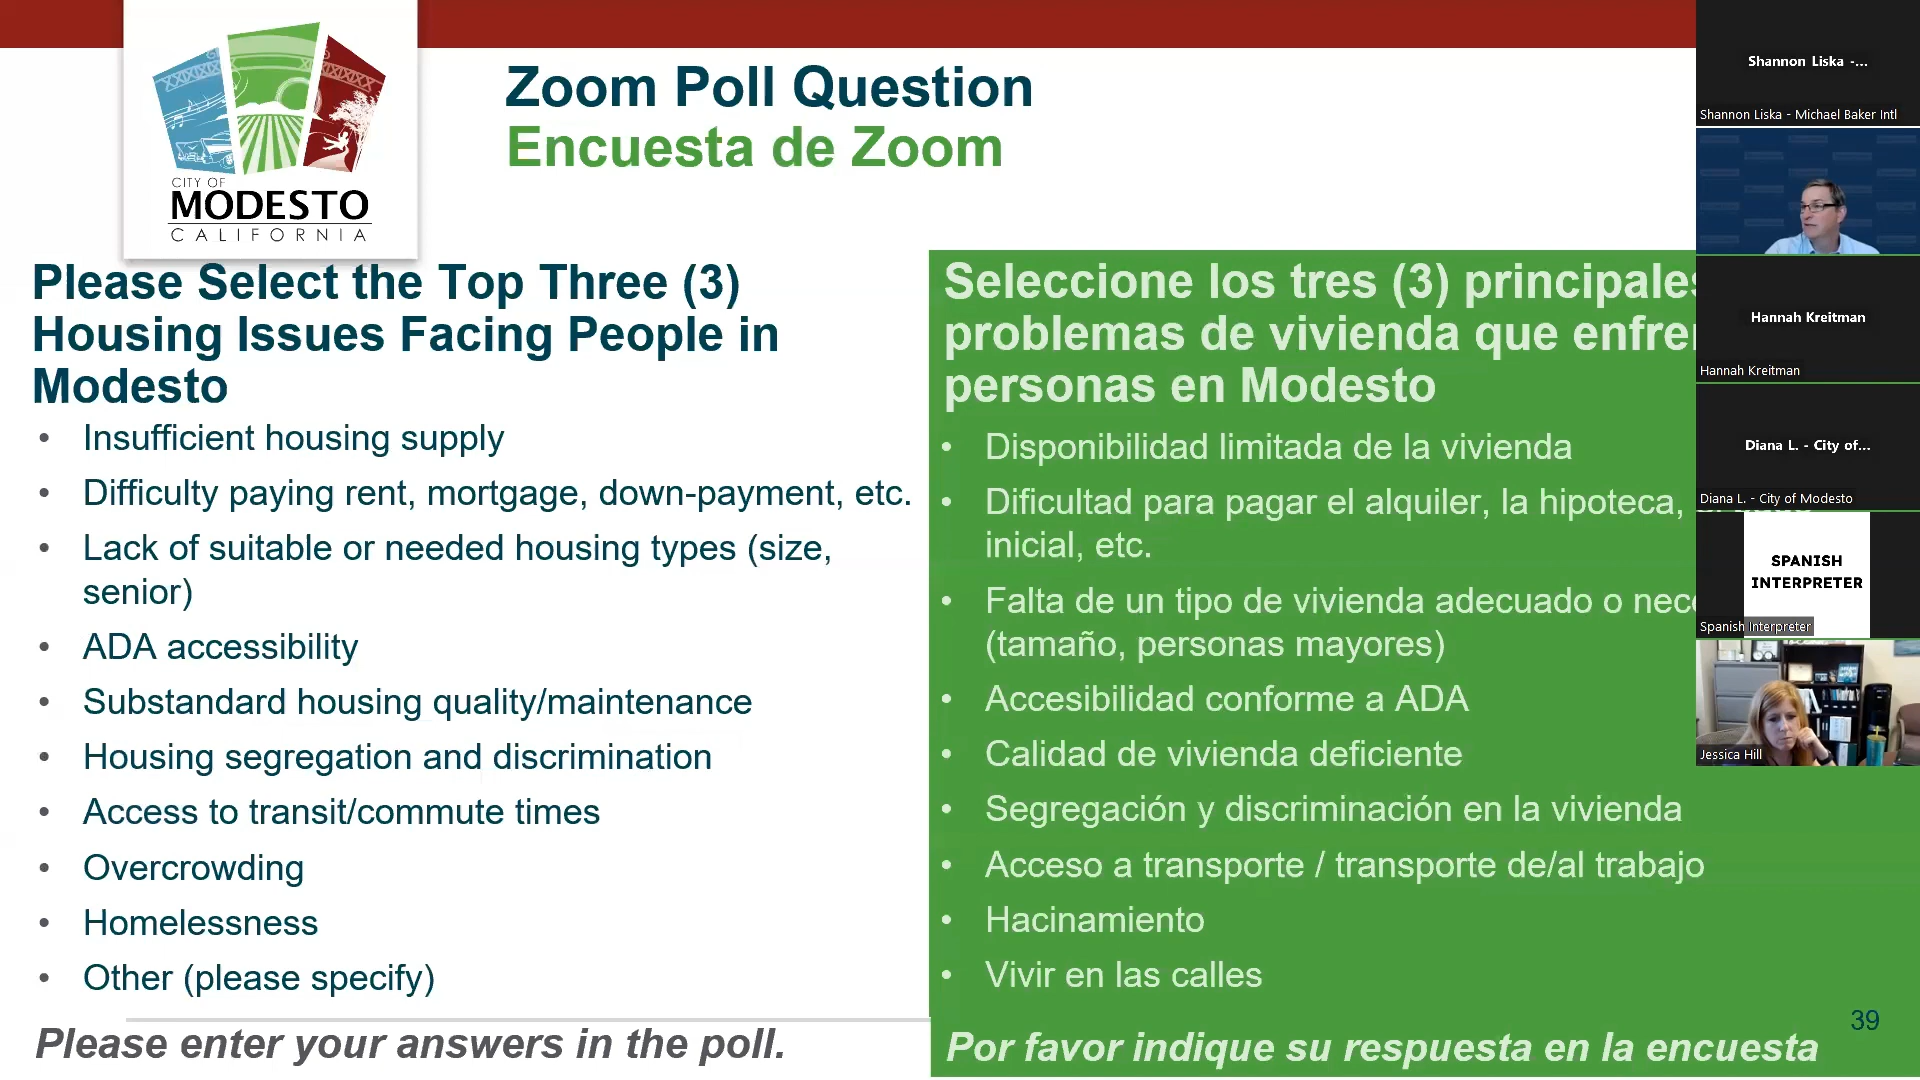 CITY OF
MODESTO
CALIFORNIA
Zoom Poll Question
Encuesta de Zoom
Please Select the Top Three (3)
Housing Issues Facing People in
Modesto
• Insufficient housing supply
• Difficulty paying rent, mortgage, down-payment, etc.
• Lack of suitable or needed housing types (size,
senior)
• ADA accessibility
• Substandard housing quality/maintenance
• Housing segregation and discrimination
• Access to transit/commute times
• Overcrowding
• Homelessness
• Other (please specify)
Please enter your answers in the poll.
Seleccione los tres (3) principales
problemas de vivienda que
personas en Modesto
• Disponibilidad limitada de la vivienda
• Dificultad para pagar el alquiler, la hipoteca,
inicial, etc.
• Falta de un tipo de vivienda adecuado o
(tamaño, personas mayores)
• Accesibilidad conforme a ADA
• Calidad de vivienda deficiente
• Segregación y discriminación en la vivienda
• Acceso a transporte / transporte de/al trabajo
• Hacinamiento
• Vivir en las calles
Por favor indique su respuesta en la encuesta
39
Shannon Liska -...
Shannon Liska - Michael Baker Intl
Hannah Kreitman
Hannah Kreitman
Diana L. - City of...
Diana L. - City of Modesto
SPANISH
INTERPRETER
Spanish Interpreter
Jessica Hill